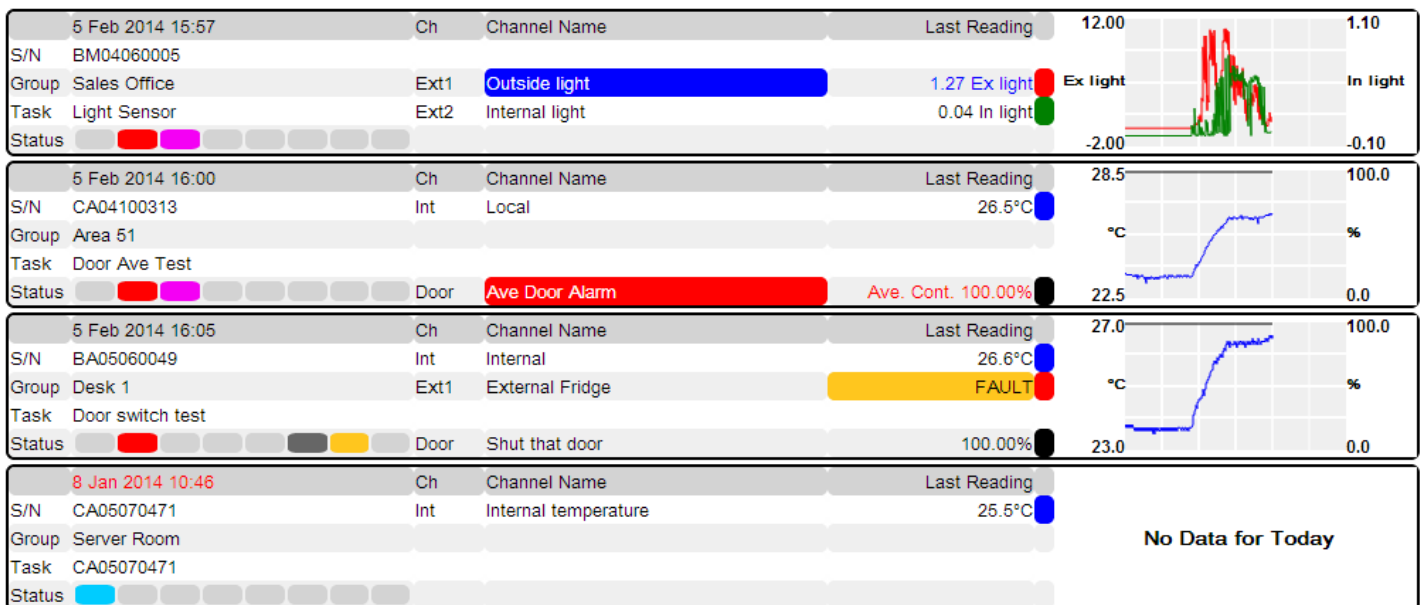 5 Feb 2014 15:57 Ch Channel Name Last Reading 12.00 1.10
S/N BM04060005
Group Sales Office Ext1 Outside light 1.27 Ex light Ex light In light
Task Light Sensor Ext2 Internal light 0.04 In light
Status -2.00 -0.10
5 Feb 2014 16:00 Ch Channel Name Last Reading 28.5 100.0
S/N CA04100313 Int Local 26.5°C
Group Area 51 °C %
Task Door Ave Test
Status Door Ave Door Alarm Ave. Cont. 100.00% 22.5 0.0
5 Feb 2014 16:05 Ch Channel Name Last Reading 27.0 100.0
S/N BA05060049 Int Internal 26.6°C
Group Desk 1 Ext1 External Fridge FAULT °C %
Task Door switch test
Status Door Shut that door 100.00% 23.0 0.0
8 Jan 2014 10:46 Ch Channel Name Last Reading
S/N CA05070471 Int Internal temperature 25.5°C
Group Server Room No Data for Today
Task CA05070471
Status